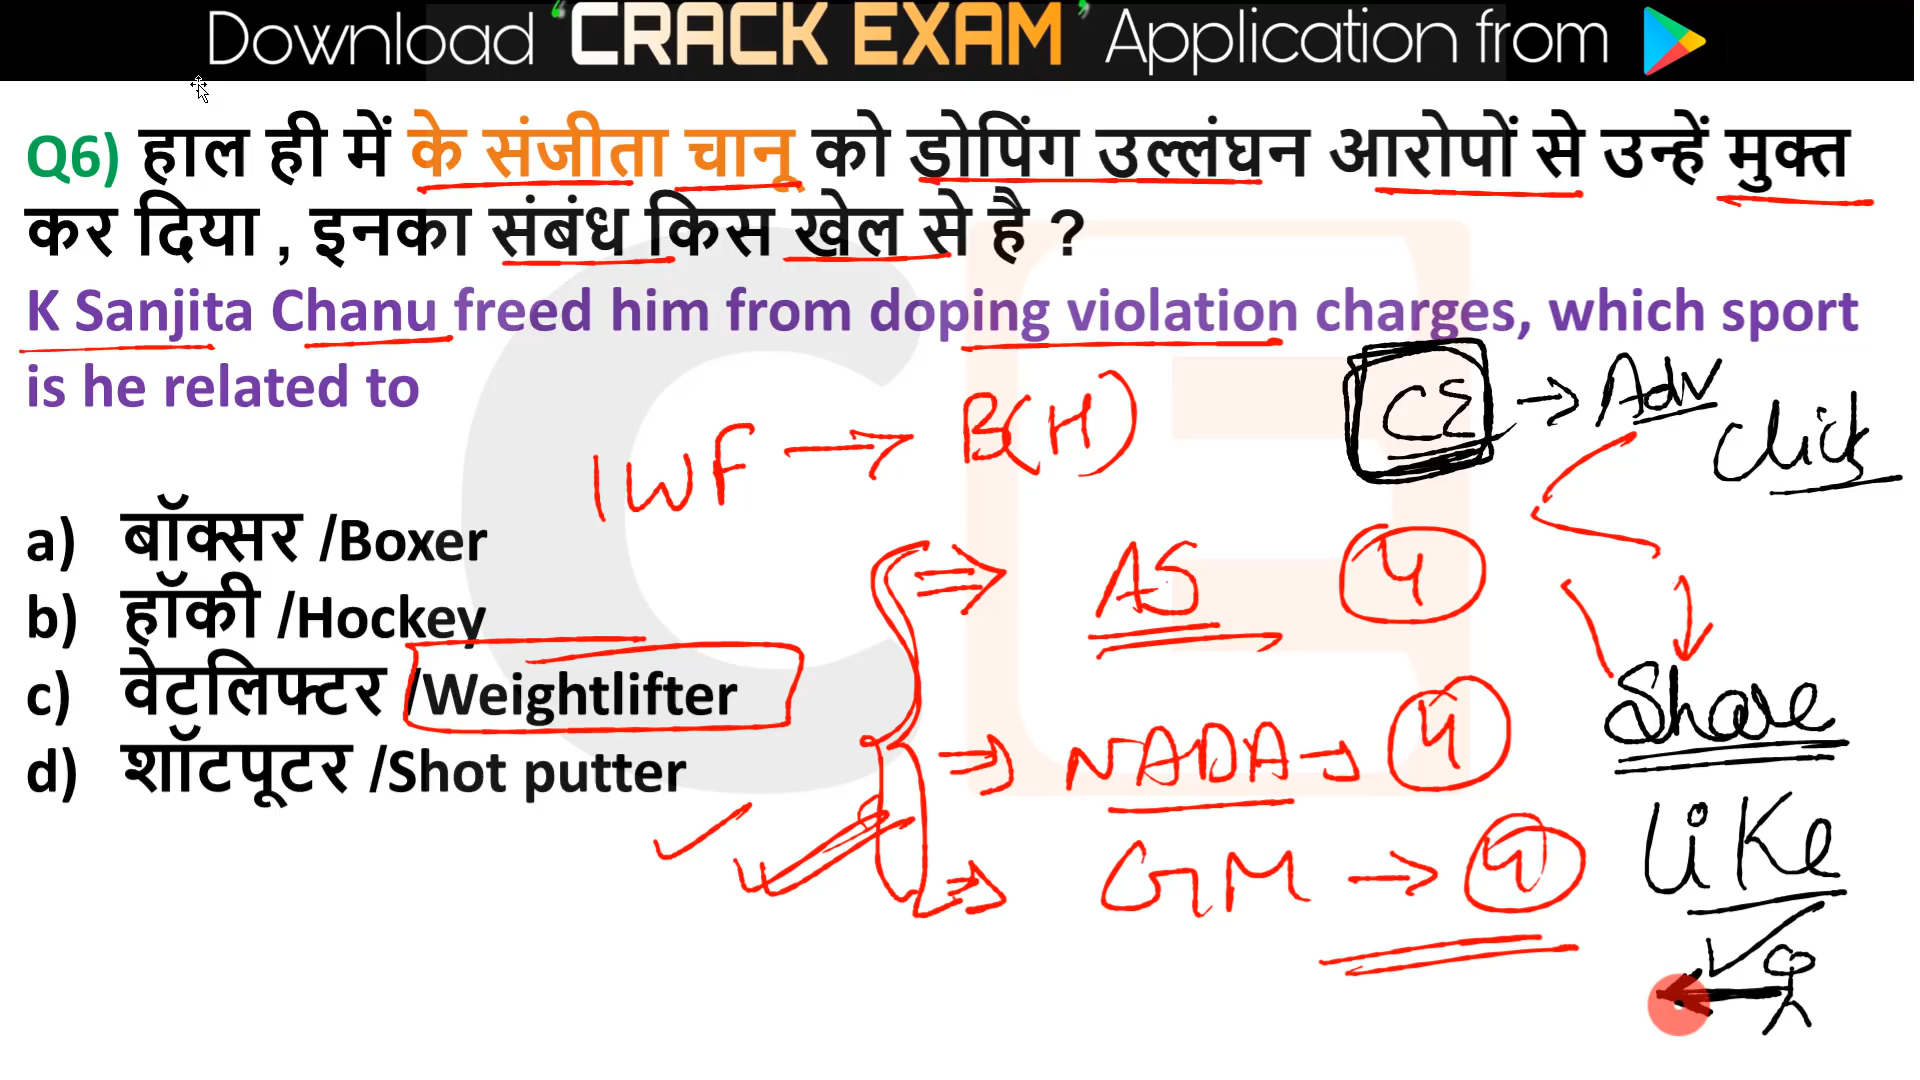 Download ‘CRACK EXAM’ Application from
Q6) हाल ही में के संजीता चानू को डोपिंग उल्लंघन आरोपों से उन्हें मुक्त
कर दिया , इनका संबंध किस खेल से है ?
K Sanjita Chanu freed him from doping violation charges, which sport
is he related to
IWF → B(H)
CE → Adv
Click
a) बॉक्सर /Boxer
b) हॉकी /Hockey
c) वेटलिफ्टर /Weightlifter
d) शॉटपूटर /Shot putter
AS 4
NADA → 4
GM →
Share
Like